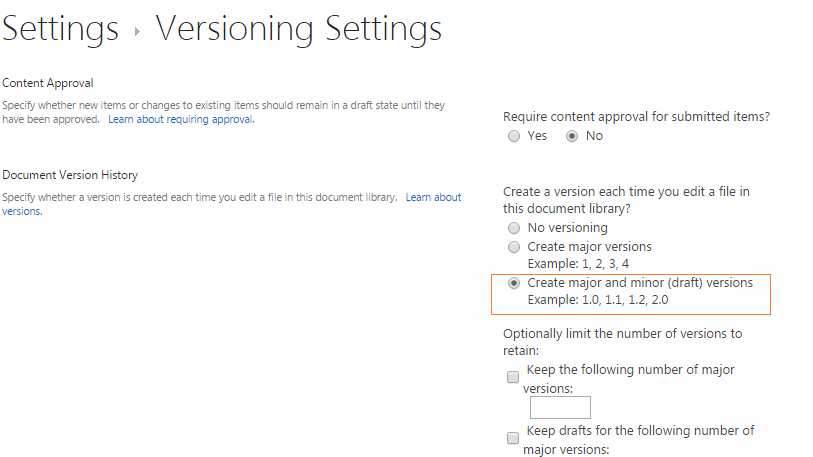 Settings ▸ Versioning Settings
Content Approval
Specify whether new items or changes to existing items should remain in a draft state until they
have been approved. Learn about requiring approval.
Require content approval for submitted items?
Yes No
Document Version History
Specify whether a version is created each time you edit a file in this document library. Learn about
versions.
Create a version each time you edit a file in
this document library?
No versioning
Create major versions
Example: 1, 2, 3, 4
Create major and minor (draft) versions
Example: 1.0, 1.1, 1.2, 2.0
Optionally limit the number of versions to
retain:
Keep the following number of major
versions:
Keep drafts for the following number of
major versions: